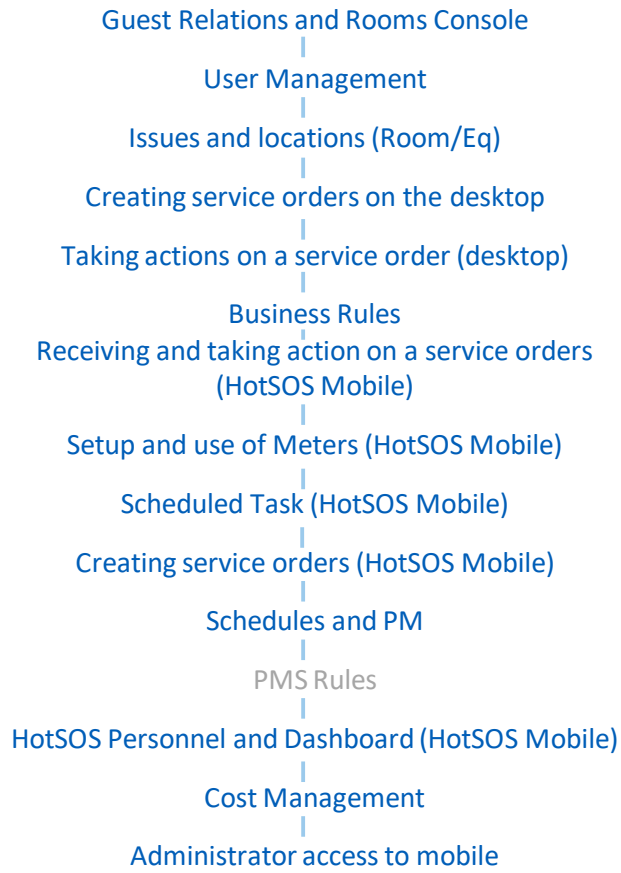 Guest Relations and Rooms Console
User Management
Issues and locations (Room/Eq)
Creating service orders on the desktop
Taking actions on a service order (desktop)
Business Rules
Receiving and taking action on a service orders
(HotSOS Mobile)
Setup and use of Meters (HotSOS Mobile)
Scheduled Task (HotSOS Mobile)
Creating service orders (HotSOS Mobile)
Schedules and PM
PMS Rules
HotSOS Personnel and Dashboard (HotSOS Mobile)
Cost Management
Administrator access to mobile